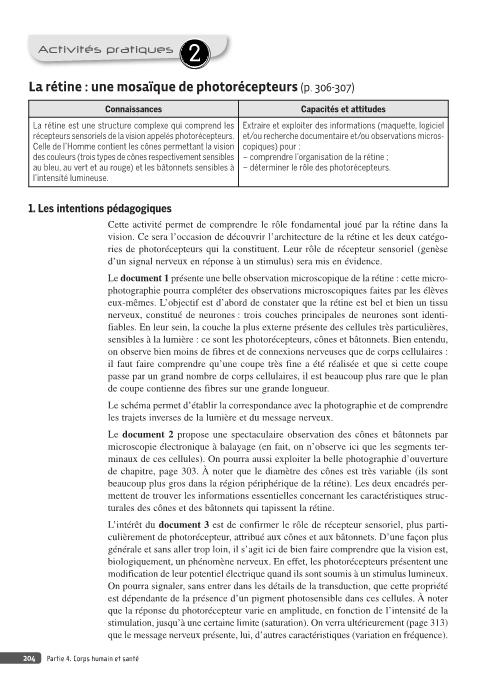 Activités pratiques 2
La rétine : une mosaïque de photorécepteurs (p. 306-307)
Connaissances
Capacités et attitudes
La rétine est une structure complexe qui comprend les
récepteurs sensoriels de la vision appelés photorécepteurs.
Celle de l'Homme contient les cônes permettant la vision
des couleurs (trois types de cônes respectivement sensibles
au bleu, au vert et au rouge) et les bâtonnets sensibles à
l'intensité lumineuse.
Extraire et exploiter des informations (maquette, logiciel
et/ou recherche documentaire et/ou observations micros-
copiques) pour :
– comprendre l'organisation de la rétine ;
– déterminer le rôle des photorécepteurs.
1. Les intentions pédagogiques
Cette activité permet de comprendre le rôle fondamental joué par la rétine dans la
vision. Ce sera l'occasion de découvrir l'architecture de la rétine et les deux catégo-
ries de photorécepteurs qui la constituent. Leur rôle de récepteur sensoriel (genèse
d'un signal nerveux en réponse à un stimulus) sera mis en évidence.
Le document 1 présente une belle observation microscopique de la rétine : cette micro-
photographie pourra compléter des observations microscopiques faites par les élèves
eux-mêmes. L'objectif est d'abord de constater que la rétine est bel et bien un tissu
nerveux, constitué de neurones : trois couches principales de neurones sont identi-
fiables. En leur sein, la couche la plus externe présente des cellules très particulières,
sensibles à la lumière : ce sont les photorécepteurs, cônes et bâtonnets. Bien entendu,
on observe bien moins de fibres et de connexions nerveuses que de corps cellulaires :
il faut faire comprendre qu'une coupe très fine a été réalisée et que si cette coupe
passe par un grand nombre de corps cellulaires, il est beaucoup plus rare que le plan
de coupe contienne des fibres sur une grande longueur.
Le schéma permet d'établir la correspondance avec la photographie et de comprendre
les trajets inverses de la lumière et du message nerveux.
Le document 2 propose une spectaculaire observation des cônes et bâtonnets par
microscopie électronique à balayage (en fait, on n'observe ici que les segments ter-
minaux de ces cellules). On pourra aussi exploiter la belle photographie d'ouverture
de chapitre, page 303. À noter que le diamètre des cônes est très variable (ils sont
beaucoup plus gros dans la région périphérique de la rétine). Les deux encadrés per-
mettent de trouver les informations essentielles concernant les caractéristiques struc-
turales des cônes et des bâtonnets qui tapissent la rétine.
L'intérêt du document 3 est de confirmer le rôle de récepteur sensoriel, plus parti-
culièrement de photorécepteur, attribué aux cônes et aux bâtonnets. D'une façon plus
générale et sans aller trop loin, il s'agit ici de bien faire comprendre que la vision est,
biologiquement, un phénomène nerveux. En effet, les photorécepteurs présentent une
modification de leur potentiel électrique quand ils sont soumis à un stimulus lumineux.
On pourra signaler, sans entrer dans les détails de la transduction, que cette propriété
est dépendante de la présence d'un pigment photosensible dans ces cellules. À noter
que la réponse du photorécepteur varie en amplitude, en fonction de l'intensité de la
stimulation, jusqu'à une certaine limite (saturation). On verra ultérieurement (page 313)
que le message nerveux présente, lui, d'autres caractéristiques (variation en fréquence).
204 Partie 4. Corps humain et santé